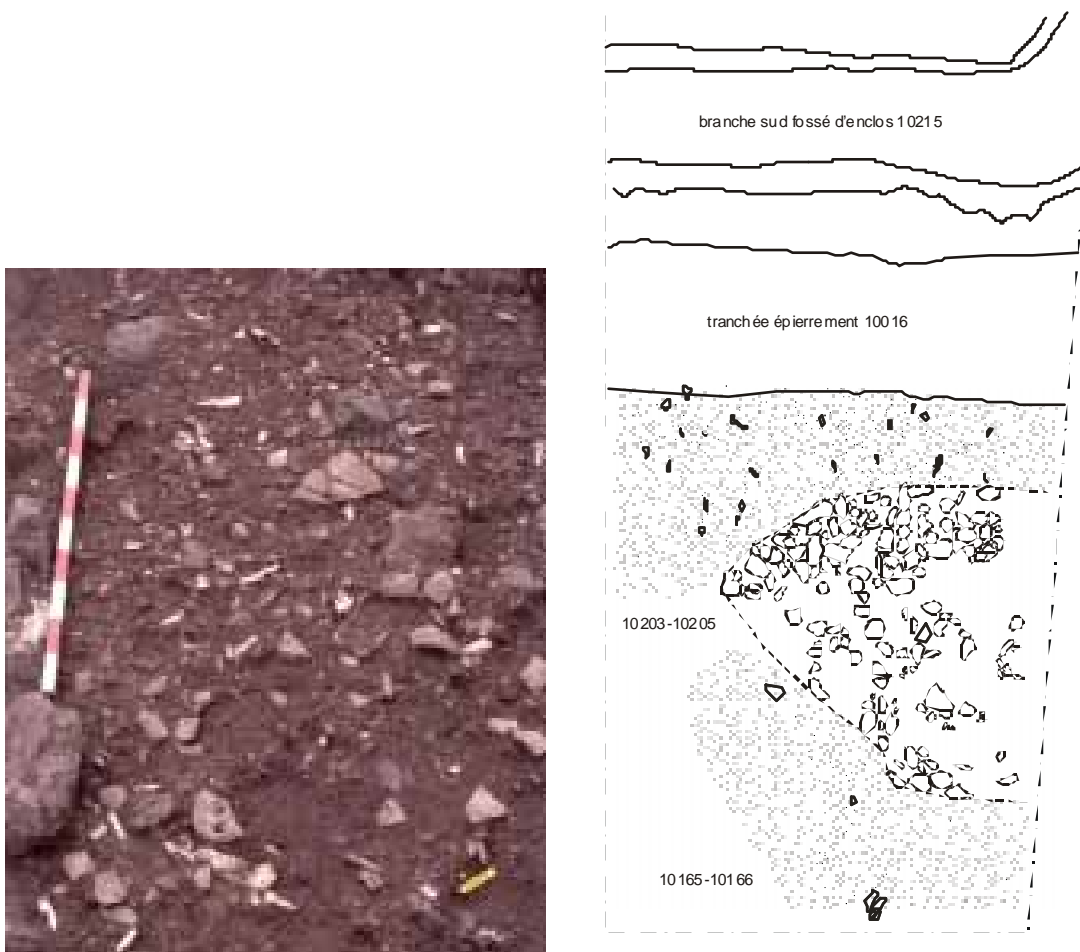 branche sud fossé d'enclos 10215
tranchée épierrement 10016
10203-10205
10165-10166